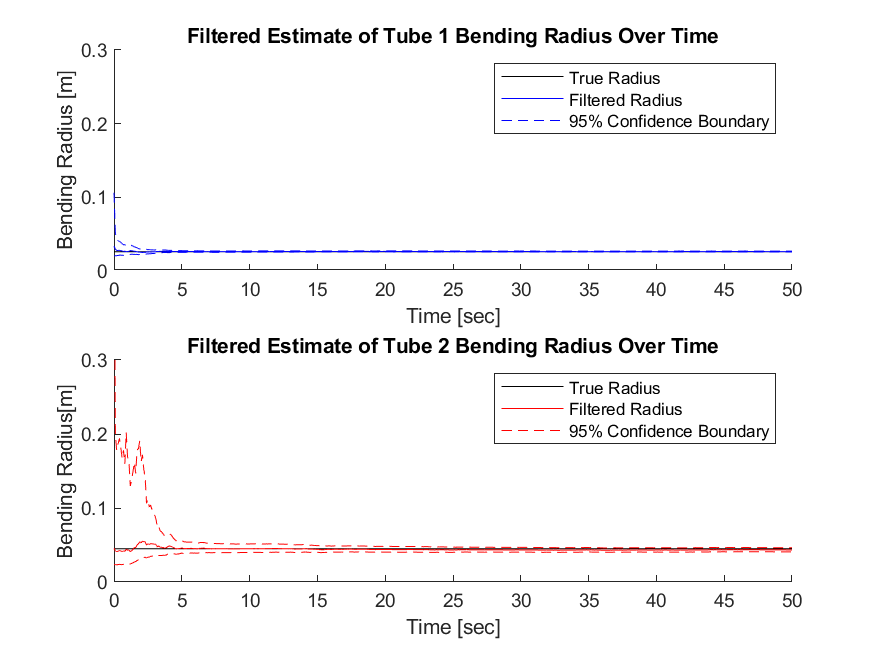 Filtered Estimate of Tube 1 Bending Radius Over Time
Bending Radius [m]
0.3
0.2
0.1
0
True Radius
Filtered Radius
95% Confidence Boundary
0 5 10 15 20 25 30 35 40 45 50
Time [sec]
Filtered Estimate of Tube 2 Bending Radius Over Time
Bending Radius[m]
0.3
0.2
0.1
0
True Radius
Filtered Radius
95% Confidence Boundary
0 5 10 15 20 25 30 35 40 45 50
Time [sec]